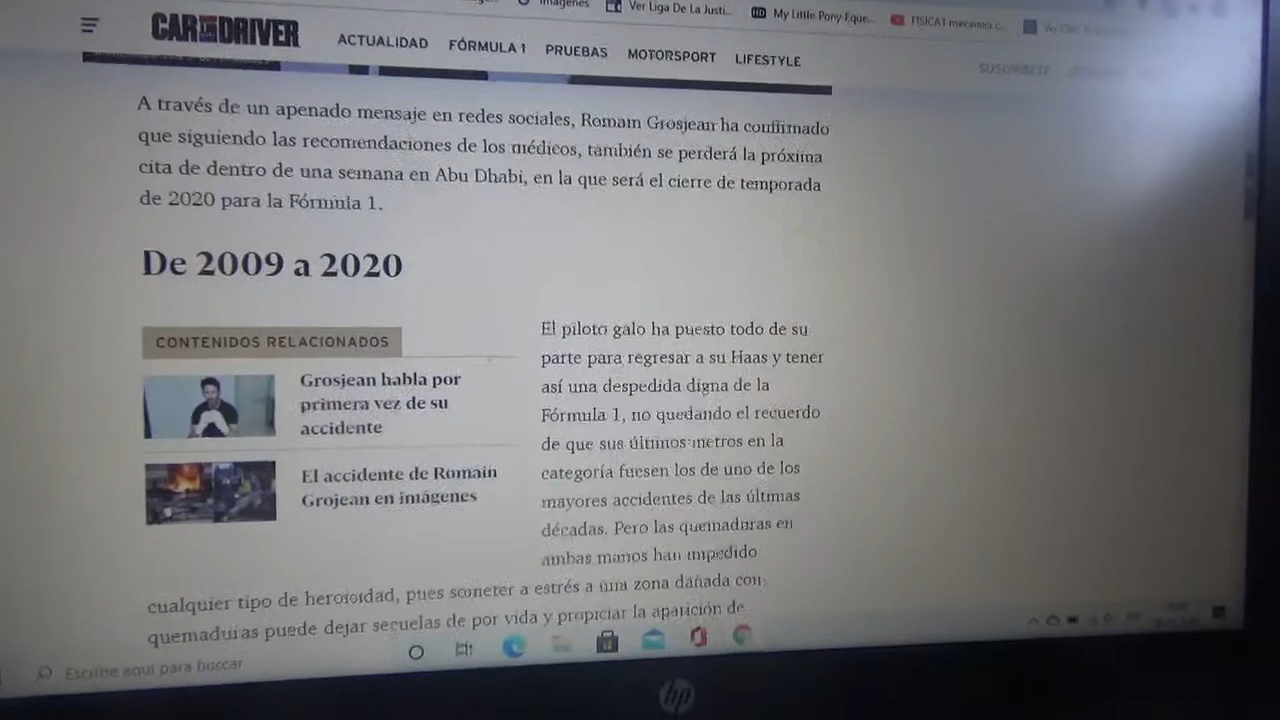 Imágenes
Ver Liga De La Justi...
HD My Little Pony Eque...
FISICA1 mecanica c...
CAR AND DRIVER
ACTUALIDAD FÓRMULA 1 PRUEBAS MOTORSPORT LIFESTYLE
SUSCRÍBESE
A través de un apenado mensaje en redes sociales, Romain Grosjean ha confirmado
que siguiendo las recomendaciones de los médicos, también se perderá la próxima
cita de dentro de una semana en Abu Dhabi, en la que será el cierre de temporada
de 2020 para la Fórmula 1.
De 2009 a 2020
CONTENIDOS RELACIONADOS
Grosjean habla por
primera vez de su
accidente
El accidente de Romain
Grojean en imágenes
El piloto galo ha puesto todo de su
parte para regresar a su Haas y tener
así una despedida digna de la
Fórmula 1, no quedando el recuerdo
de que sus últimos metros en la
categoría fuesen los de uno de los
mayores accidentes de las últimas
décadas. Pero las quemaduras en
ambas manos han impedido
cualquier tipo de heroicidad, pues someter a estrés a una zona dañada con
quemaduras puede dejar secuelas de por vida y propiciar la aparición de
Escribe aquí para buscar
hp